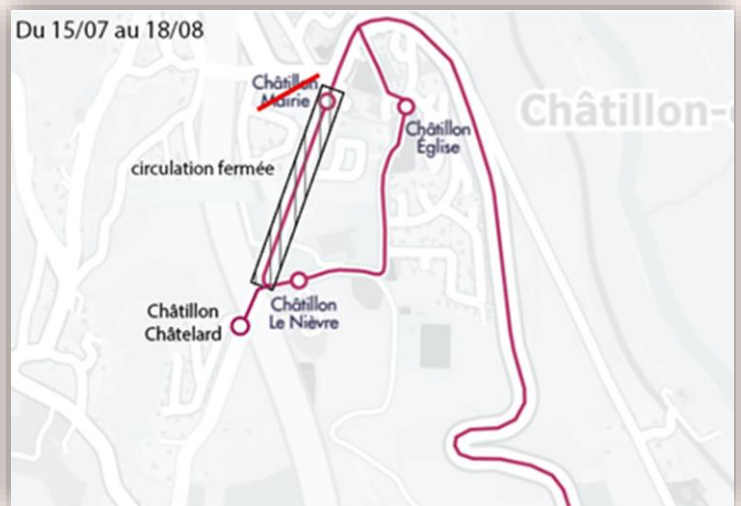 Du 15/07 au 18/08
Châtillon
Mairie
Châtillon-
Châtillon
Église
circulation fermée
Châtillon
Le Nièvre
Châtillon
Châtelard